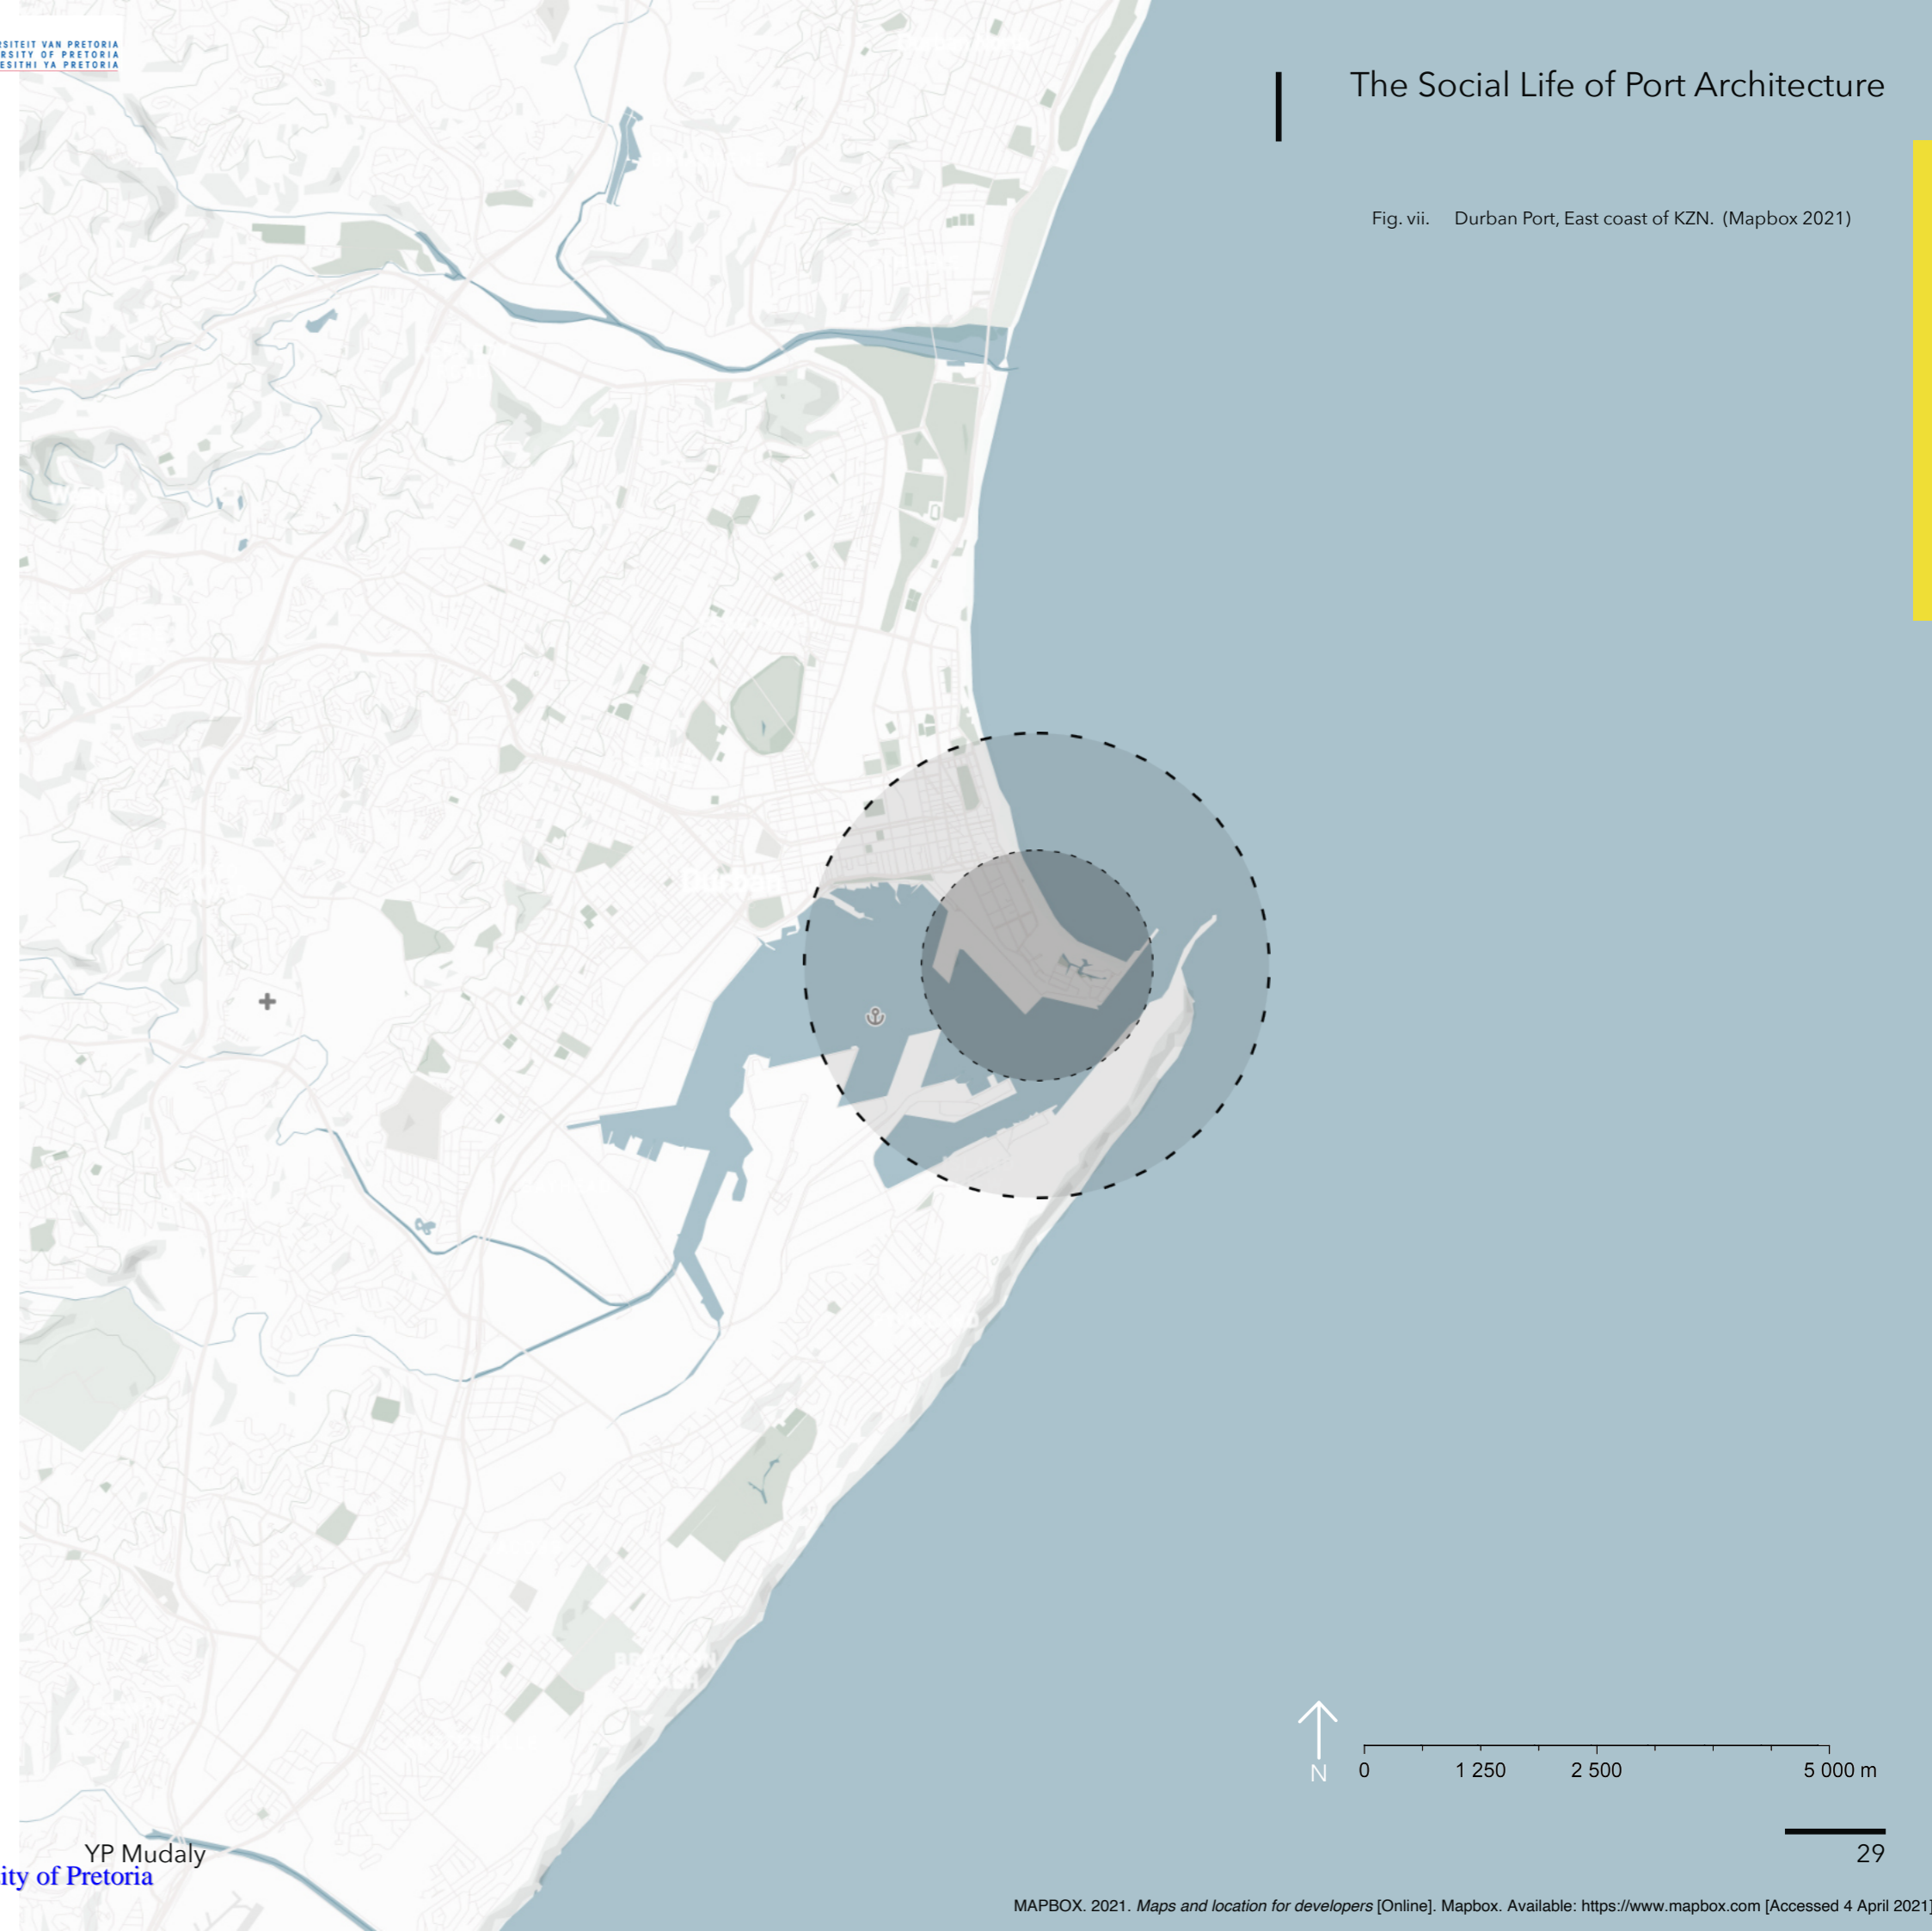 RSITEIT VAN PRETORIA
RSITY OF PRETORIA
ESITHI YA PRETORIA
The Social Life of Port Architecture
Fig. vii. Durban Port, East coast of KZN. (Mapbox 2021)
N
0 1 250 2 500 5 000 m
YP Mudaly
ity of Pretoria
29
MAPBOX. 2021. Maps and location for developers [Online]. Mapbox. Available: https://www.mapbox.com [Accessed 4 April 2021]